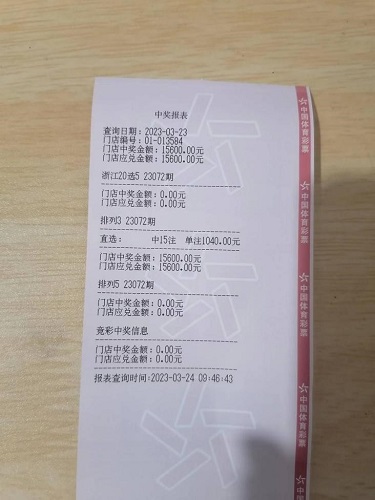 中奖报表
查询日期:2023-03-23
门店编号:01-013584
门店中奖金额:15600.00元
门店应兑金额:15600.00元
浙江20选5 23072期
门店中奖金额:0.00元
门店应兑金额:0.00元
排列3 23072期
直选: 中15注 单注1040.00元
门店中奖金额:15600.00元
门店应兑金额:15600.00元
排列5 23072期
门店中奖金额:0.00元
门店应兑金额:0.00元
竞彩中奖信息
门店中奖金额:0.00元
门店应兑金额:0.00元
报表查询时间:2023-03-24 09:46:43
中国体育彩票
中国体育彩票
中国体育彩票
中国体育彩票